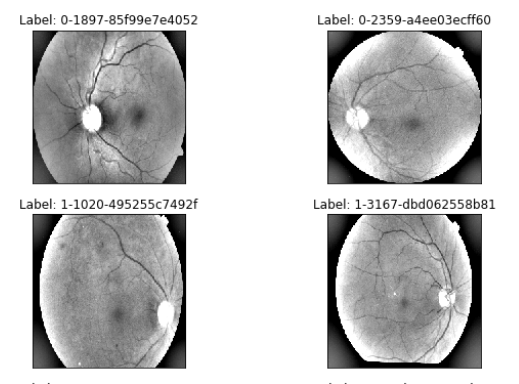 Label: 0-1897-85f99e7e4052
Label: 0-2359-a4ee03ecff60
Label: 1-1020-495255c7492f
Label: 1-3167-dbd062558b81